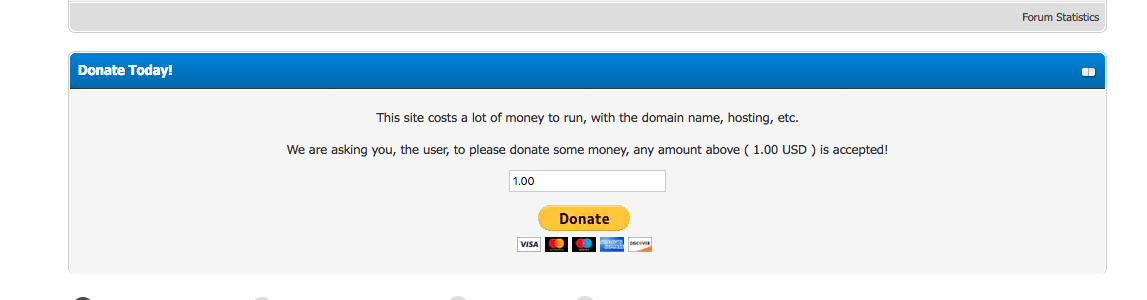 Forum Statistics
Donate Today!
This site costs a lot of money to run, with the domain name, hosting, etc.
We are asking you, the user, to please donate some money, any amount above ( 1.00 USD ) is accepted!
1.00
Donate
VISA DISCOVER